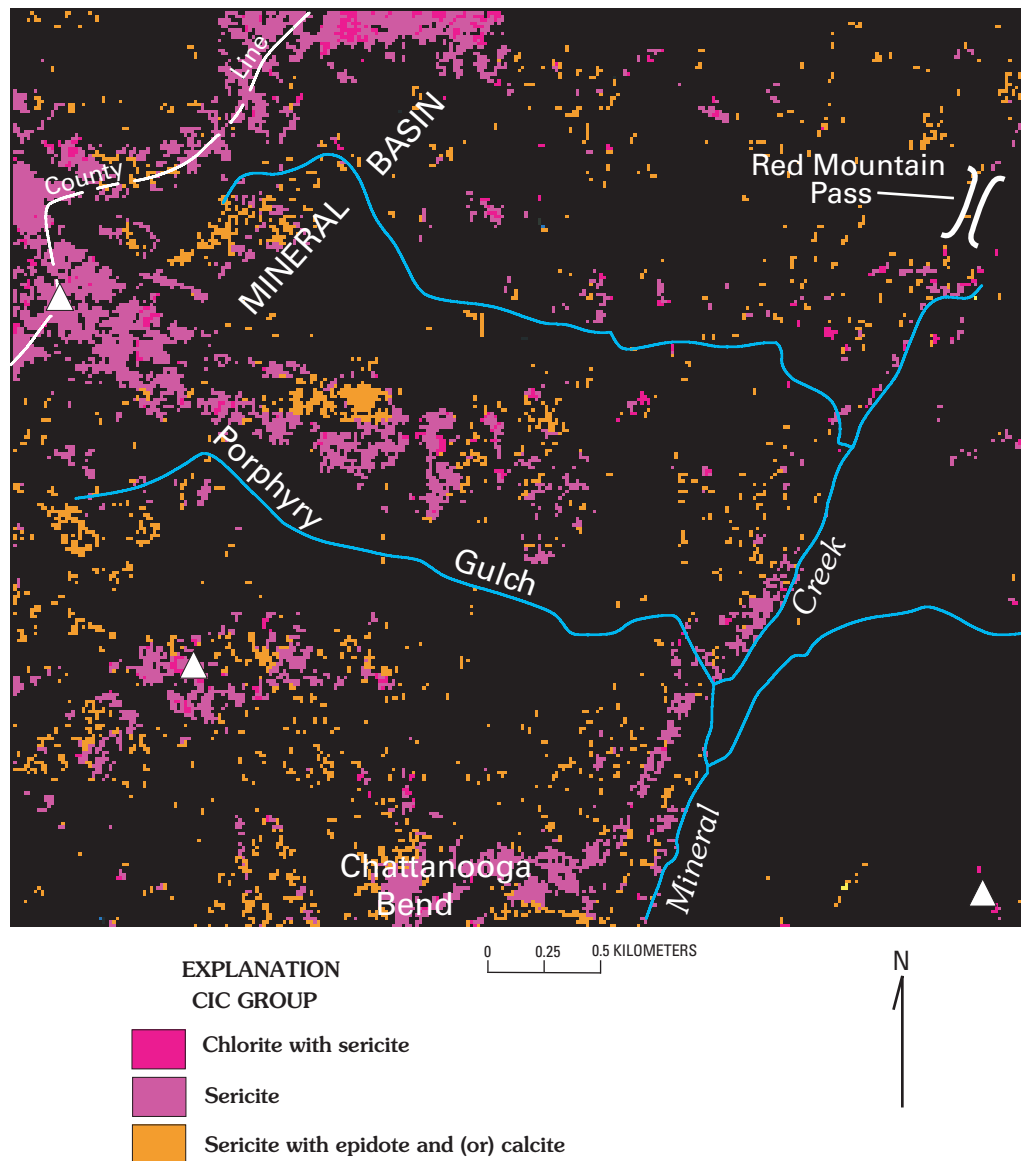 Line
County
BASIN
MINERAL
Red Mountain
Pass
Porphyry
Gulch
Creek
Mineral
Chattanooga
Bend
0 0.25 0.5 KILOMETERS
N
EXPLANATION
CIC GROUP
Chlorite with sericite
Sericite
Sericite with epidote and (or) calcite